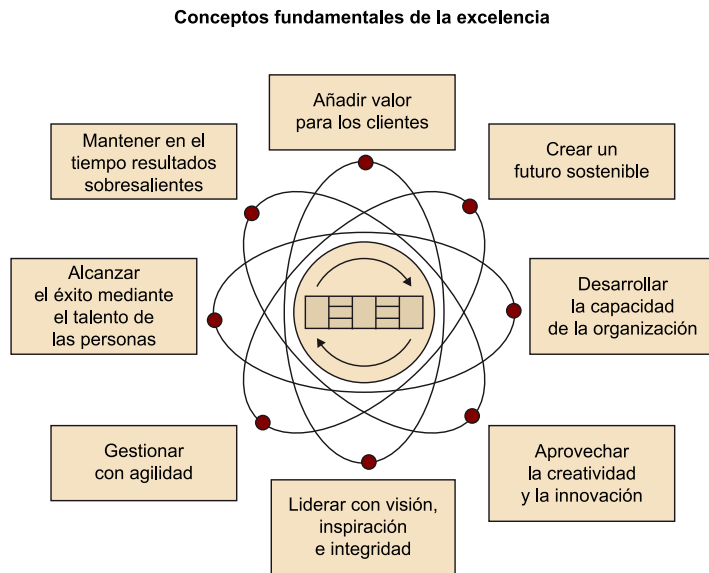 Conceptos fundamentales de la excelencia
Añadir valor
para los clientes
Mantener en el
tiempo resultados
sobresalientes
Crear un
futuro sostenible
Alcanzar
el éxito mediante
el talento de
las personas
Desarrollar
la capacidad
de la organización
Gestionar
con agilidad
Aprovechar
la creatividad
y la innovación
Liderar con visión,
inspiración
e integridad